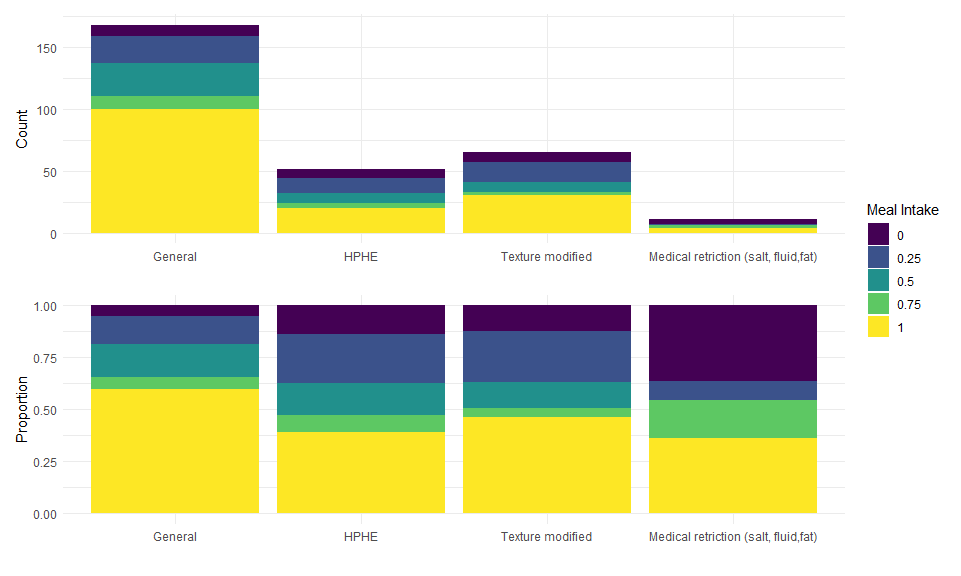 Count
150
100
50
0
General
HPHE
Texture modified
Medical retriction (salt, fluid,fat)
Proportion
1.00
0.75
0.50
0.25
0.00
General
HPHE
Texture modified
Medical retriction (salt, fluid,fat)
Meal Intake
0
0.25
0.5
0.75
1